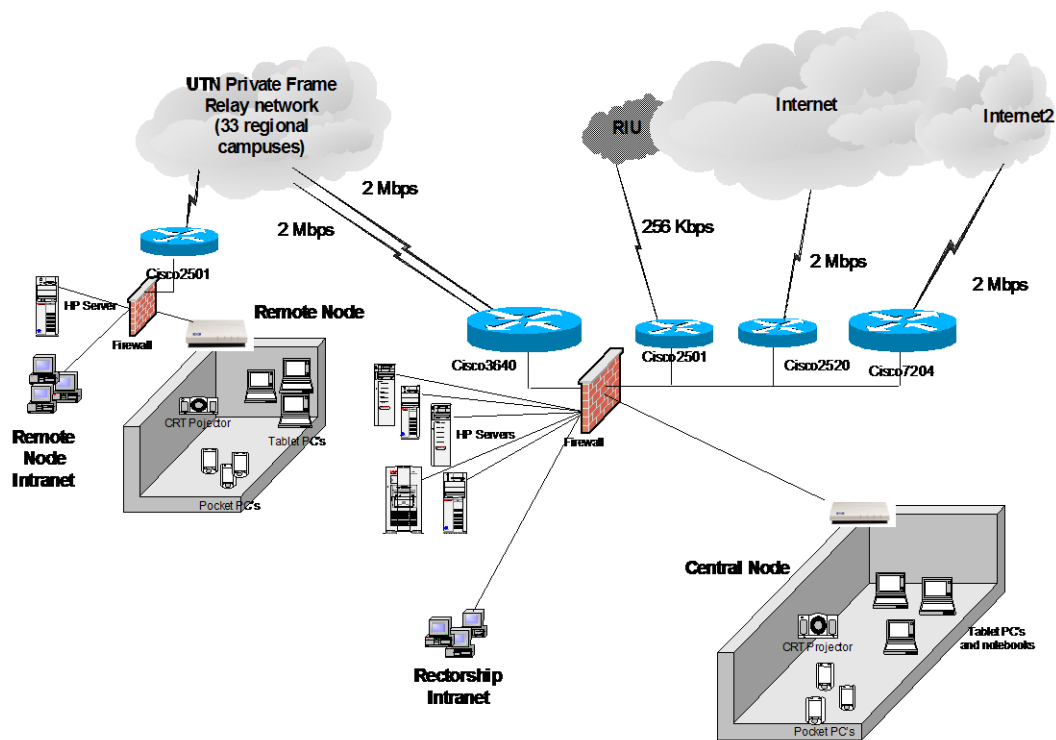 UTN Private Frame
Relay network
(33 regional
campuses)
RIU
Internet
Internet2
2 Mbps
2 Mbps
256 Kbps
2 Mbps
2 Mbps
Cisco2501
HP Server
Firewall
Remote Node
Cisco3640
Cisco2501
Cisco2520
Cisco7204
CRT Pojector
Tablet PC's
Pocket PC's
Remote
Node
Intranet
HP Servers
Firewall
Central Node
CRT Projector
Tablet PC's
and notebooks
Pocket PC's
Rectorship
Intranet